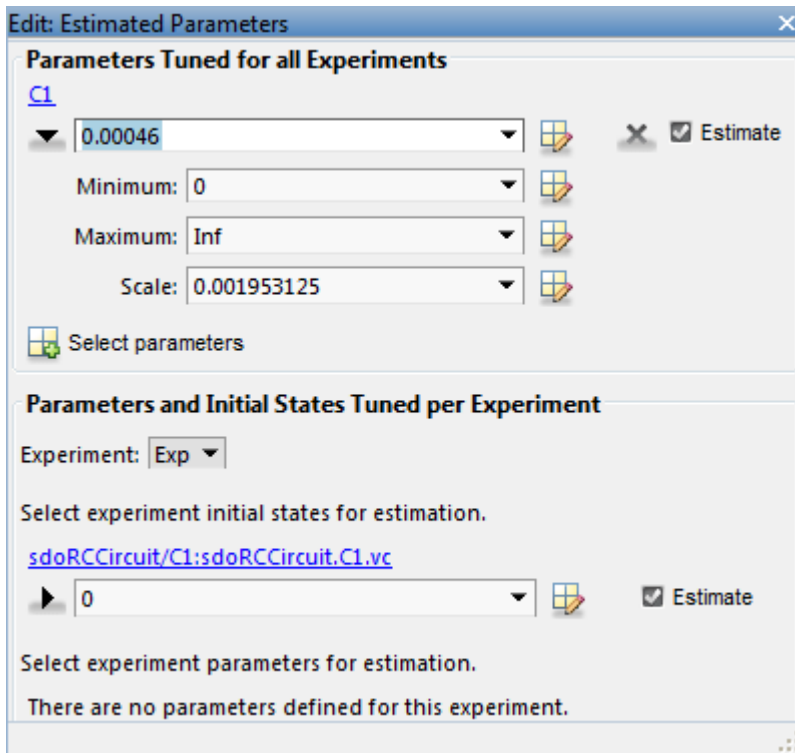 Edit: Estimated Parameters
Parameters Tuned for all Experiments
C1
0.00046 Estimate
Minimum: 0
Maximum: Inf
Scale: 0.001953125
Select parameters
Parameters and Initial States Tuned per Experiment
Experiment: Exp
Select experiment initial states for estimation.
sdoRCCircuit/C1:sdoRCCircuit.C1.vc
0 Estimate
Select experiment parameters for estimation.
There are no parameters defined for this experiment.